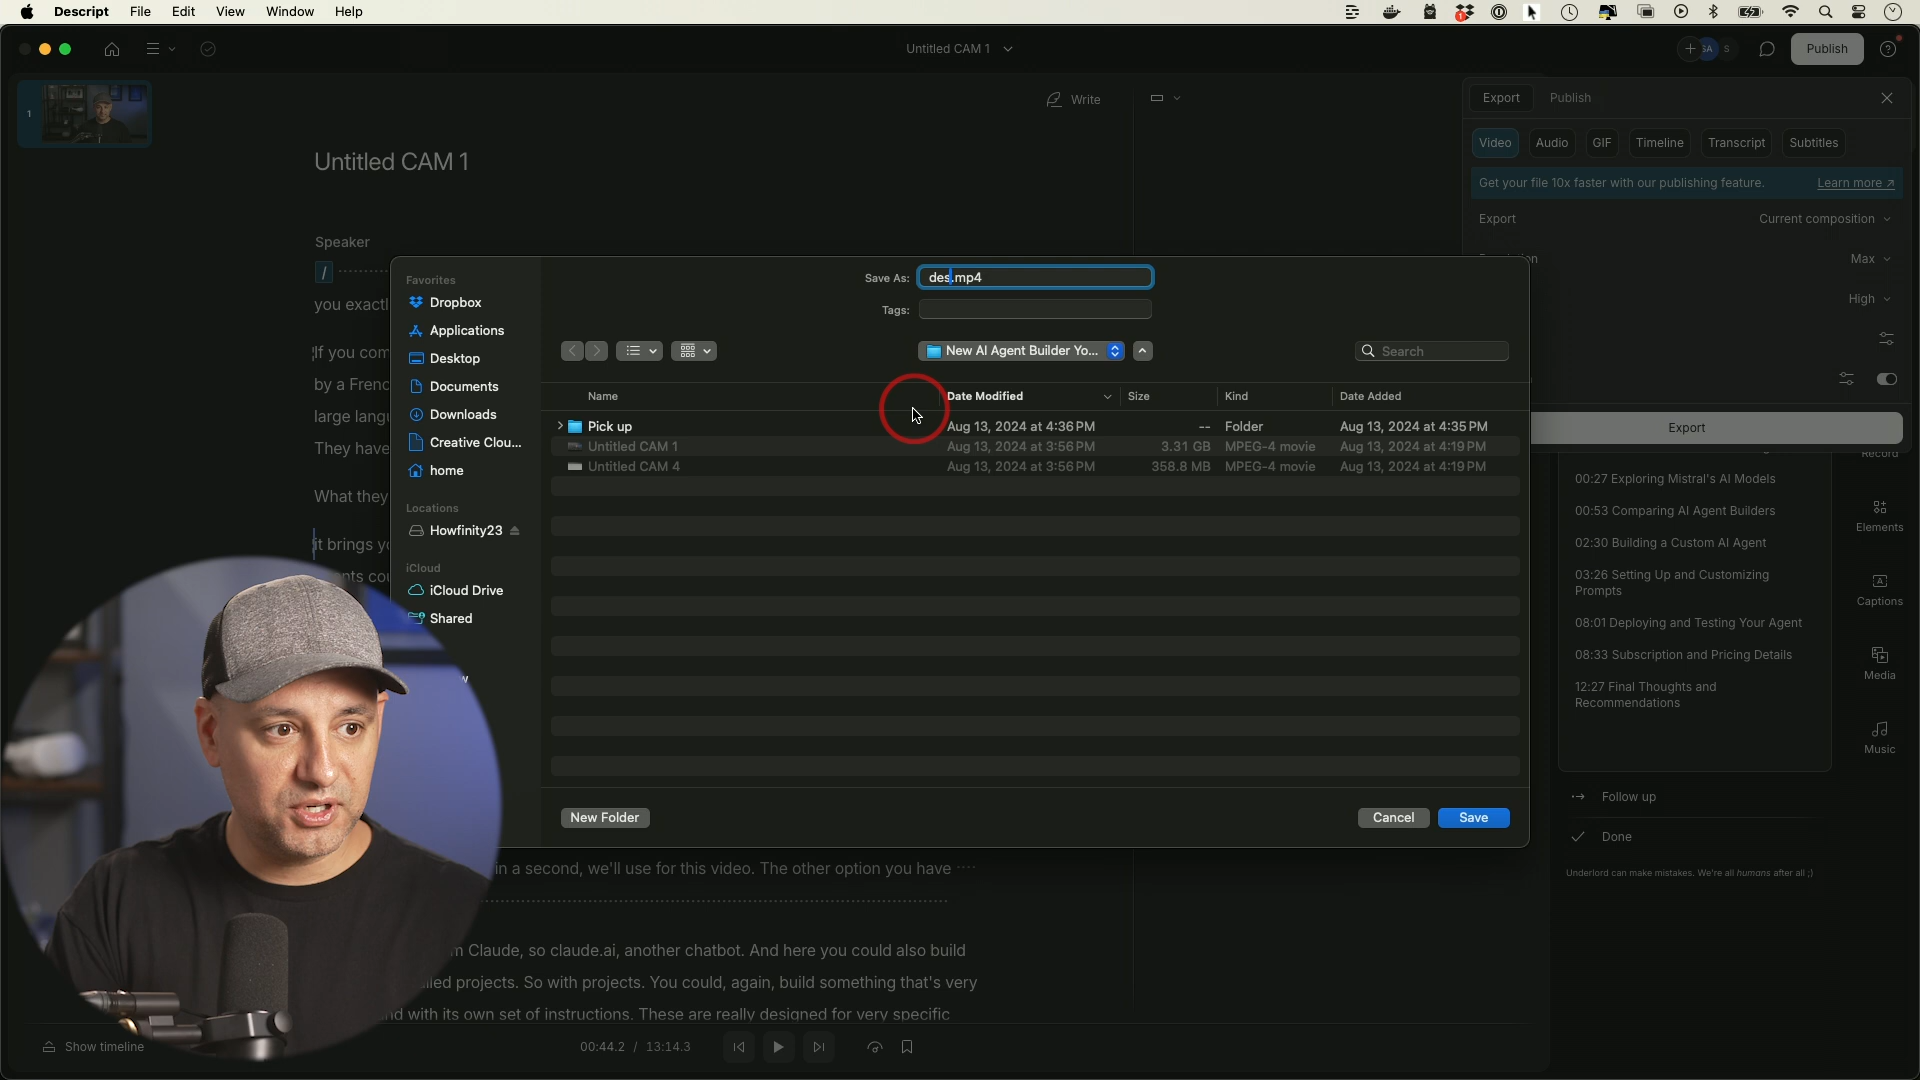 Descript File Edit View Window Help
Untitled CAM 1
SA S
Publish
1
Write
Export Publish
Video Audio GIF Timeline Transcript Subtitles
Get your file 10x faster with our publishing feature. Learn more ↗
Export Current composition
Max
High
Export
Untitled CAM 1
Speaker
/
you exactl
If you com
by a Frenc
large langu
They have
What they
it brings yo
nts cou
Favorites
Dropbox
Applications
Desktop
Documents
Downloads
Creative Clou...
home
Locations
Howfinity23
iCloud
iCloud Drive
Shared
Save As: des.mp4
Tags:
New AI Agent Builder Yo...
Search
Name Date Modified Size Kind Date Added
Pick up Aug 13, 2024 at 4:36 PM -- Folder Aug 13, 2024 at 4:35 PM
Untitled CAM 1 Aug 13, 2024 at 3:56 PM 3.31 GB MPEG-4 movie Aug 13, 2024 at 4:19 PM
Untitled CAM 4 Aug 13, 2024 at 3:56 PM 358.8 MB MPEG-4 movie Aug 13, 2024 at 4:19 PM
New Folder Cancel Save
00:27 Exploring Mistral's AI Models
00:53 Comparing AI Agent Builders
02:30 Building a Custom AI Agent
03:26 Setting Up and Customizing
Prompts
08:01 Deploying and Testing Your Agent
08:33 Subscription and Pricing Details
12:27 Final Thoughts and
Recommendations
Follow up
Done
Underlord can make mistakes. We're all humans after all ;)
Record
Elements
Captions
Media
Music
in a second, we'll use for this video. The other option you have
m Claude, so claude.ai, another chatbot. And here you could also build
lled projects. So with projects. You could, again, build something that's very
nd with its own set of instructions. These are really designed for very specific
Show timeline
00:44.2 / 13:14.3